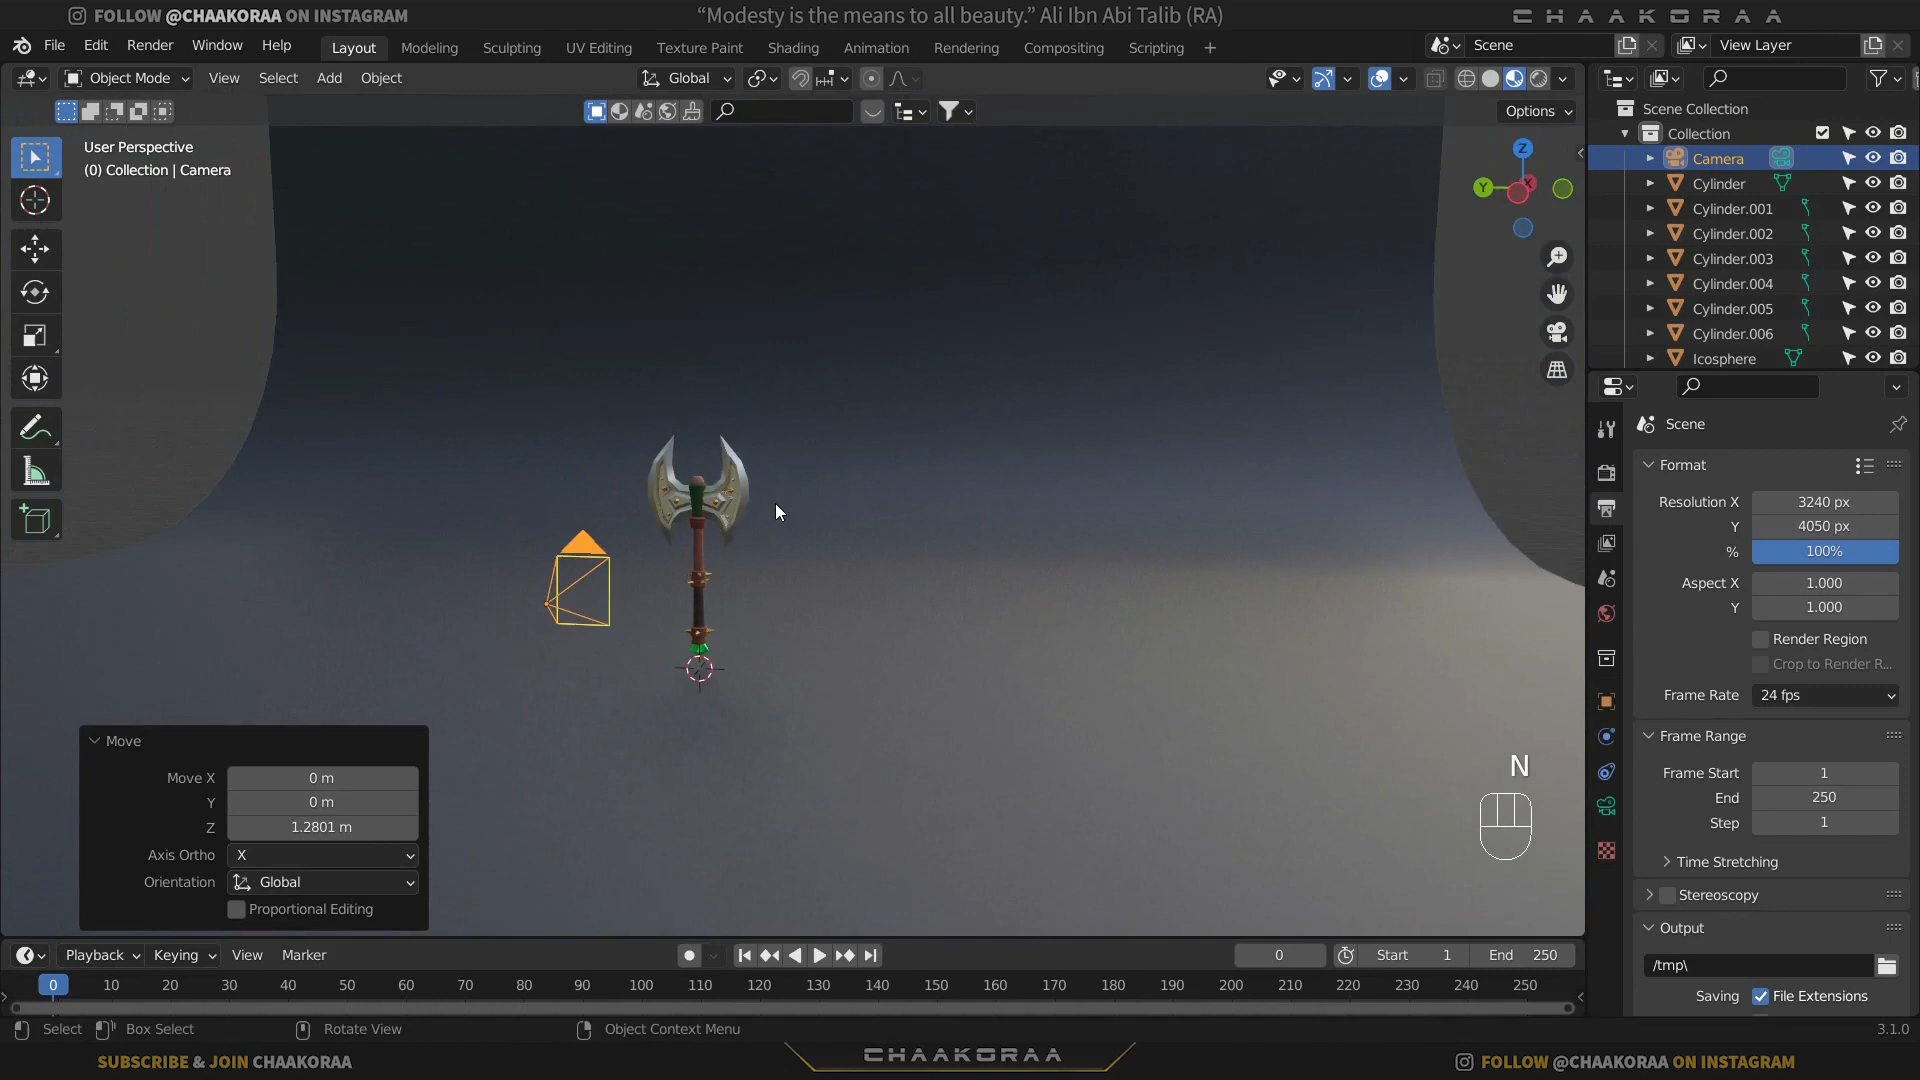 FOLLOW @CHAAKORAA ON INSTAGRAM
“Modesty is the means to all beauty.” Ali Ibn Abi Talib (RA)
CHAAKORAA
File Edit Render Window Help
Layout Modeling Sculpting UV Editing Texture Paint Shading Animation Rendering Compositing Scripting +
Scene
View Layer
Object Mode View Select Add Object
Global
Options
User Perspective
(0) Collection | Camera
Z
Y
X
Scene Collection
Collection
Camera
Cylinder
Cylinder.001
Cylinder.002
Cylinder.003
Cylinder.004
Cylinder.005
Cylinder.006
Icosphere
Scene
Format
Resolution X 3240 px
Y 4050 px
% 100%
Aspect X 1.000
Y 1.000
Render Region
Crop to Render R...
Frame Rate 24 fps
Frame Range
Frame Start 1
End 250
Step 1
Time Stretching
Stereoscopy
Output
/tmp\
Saving File Extensions
N
Move
Move X 0 m
Y 0 m
Z 1.2801 m
Axis Ortho X
Orientation Global
Proportional Editing
Playback Keying View Marker
0 Start 1 End 250
0 10 20 30 40 50 60 70 80 90 100 110 120 130 140 150 160 170 180 190 200 210 220 230 240 250
Select Box Select Rotate View Object Context Menu
3.1.0
SUBSCRIBE & JOIN CHAAKORAA
CHAAKORAA
FOLLOW @CHAAKORAA ON INSTAGRAM